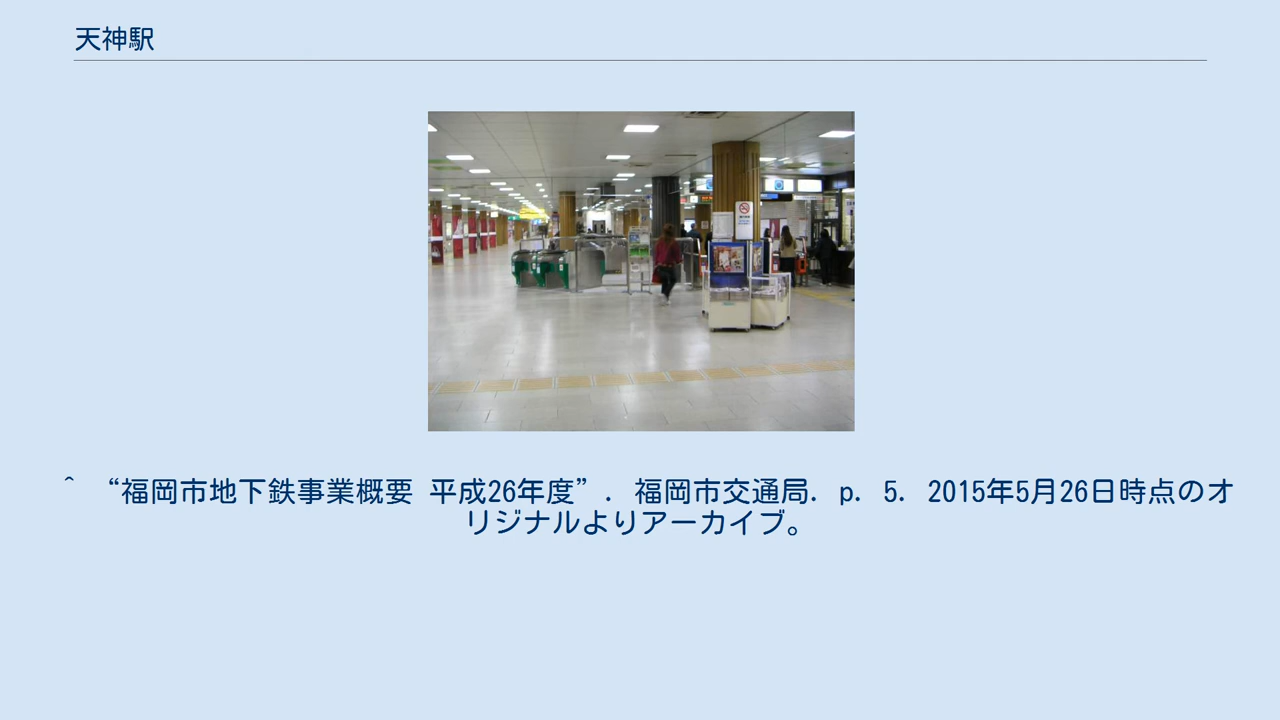 天神駅
^ “福岡市地下鉄事業概要 平成26年度”. 福岡市交通局. p. 5. 2015年5月26日時点のオ
リジナルよりアーカイブ。